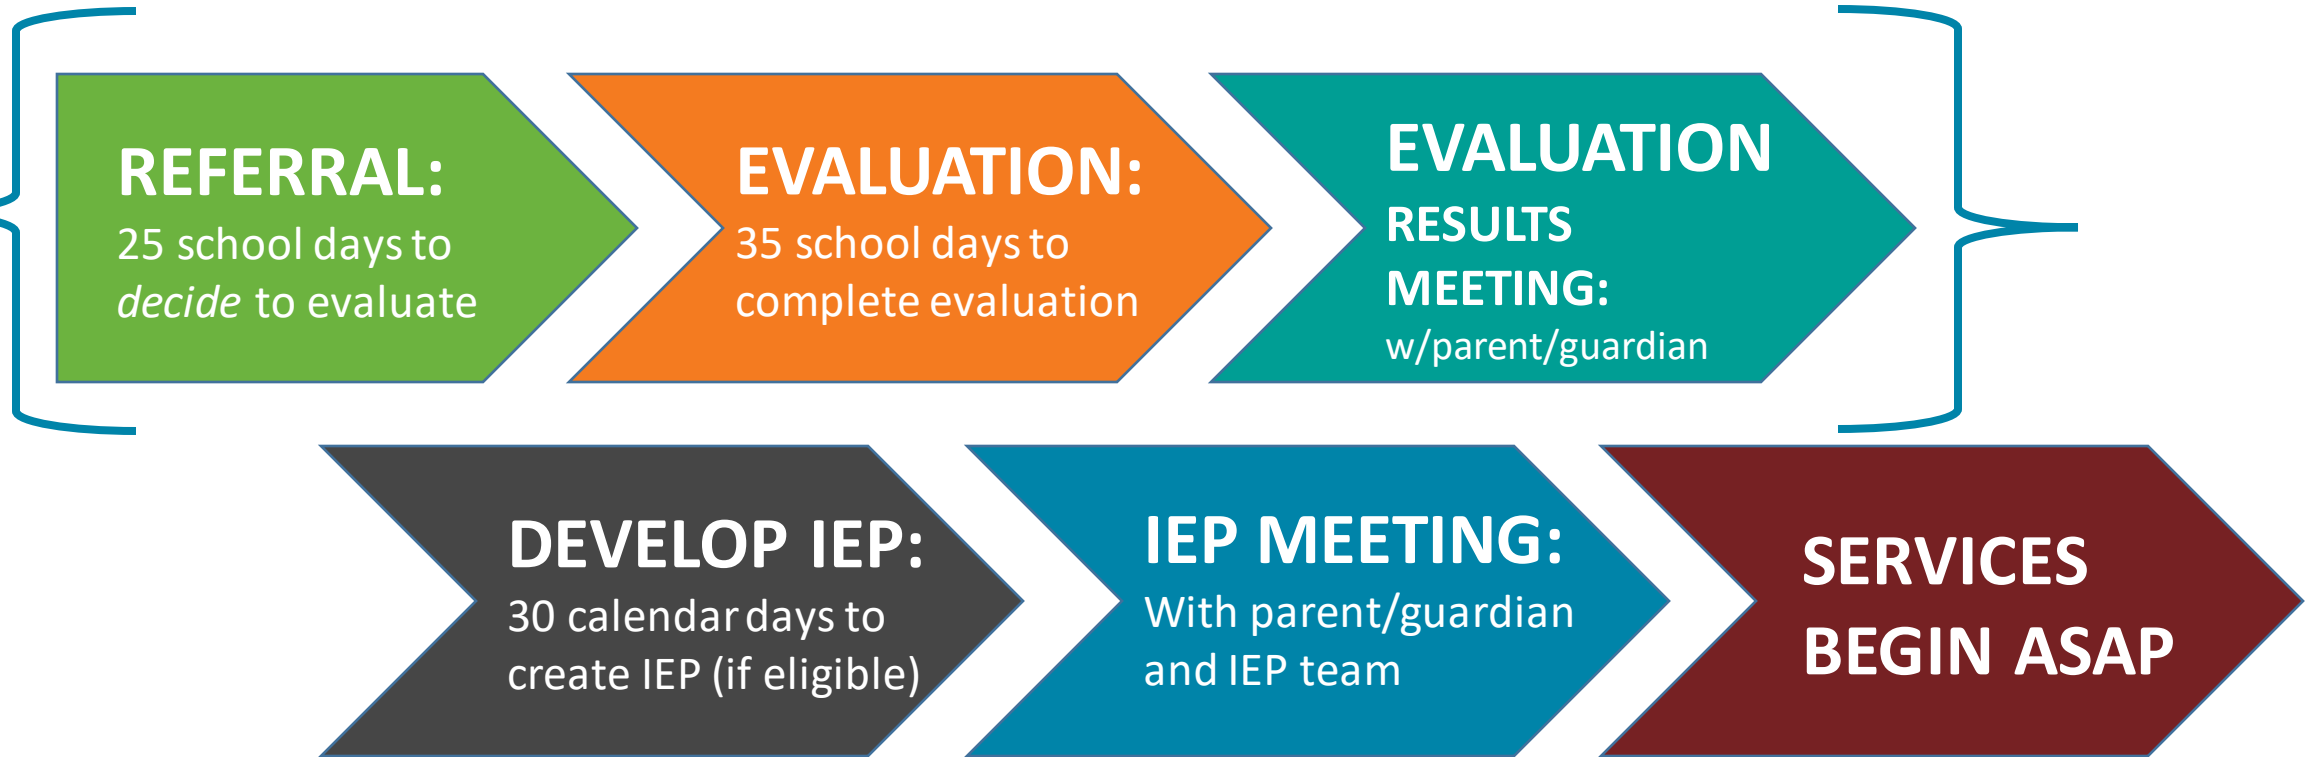 REFERRAL:
25 school days to
decide to evaluate
EVALUATION:
35 school days to
complete evaluation
EVALUATION
RESULTS
MEETING:
w/parent/guardian
DEVELOP IEP:
30 calendar days to
create IEP (if eligible)
IEP MEETING:
With parent/guardian
and IEP team
SERVICES
BEGIN ASAP